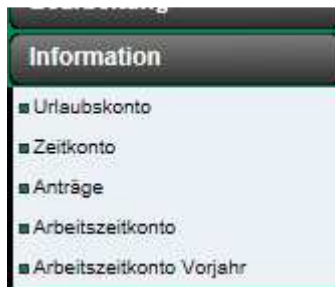 Information
Urlaubskonto
Zeitkonto
Anträge
Arbeitszeitkonto
Arbeitszeitkonto Vorjahr